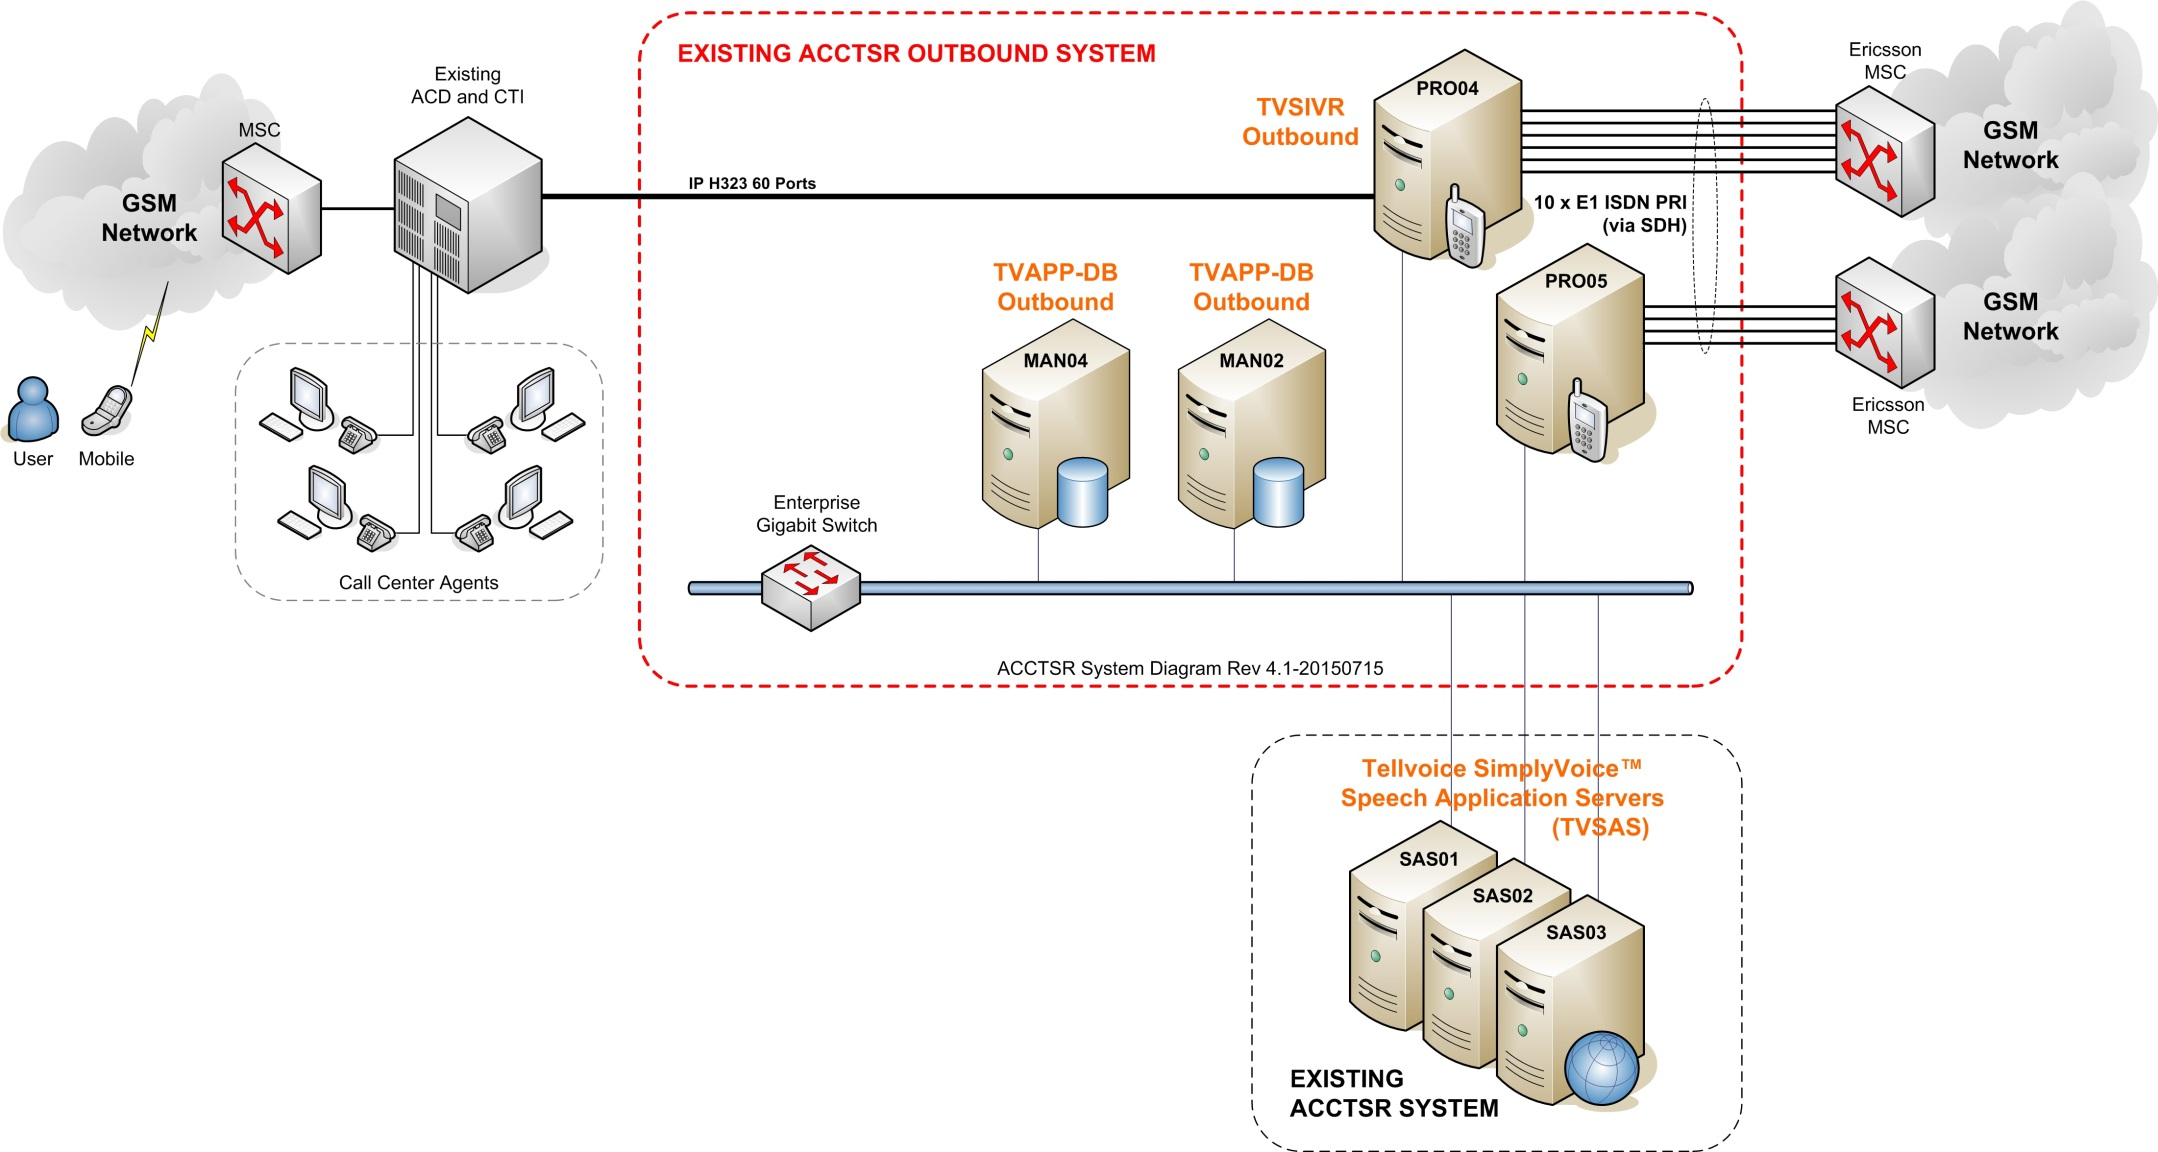 EXISTING ACCTSR OUTBOUND SYSTEM
Existing
ACD and CTI
MSC
GSM
Network
User
Mobile
Call Center Agents
IP H323 60 Ports
TVSIVR
Outbound
PRO04
10 x E1 ISDN PRI
(via SDH)
PRO05
Ericsson
MSC
GSM
Network
GSM
Network
Ericsson
MSC
TVAPP-DB
Outbound
MAN04
TVAPP-DB
Outbound
MAN02
Enterprise
Gigabit Switch
ACCTSR System Diagram Rev 4.1-20150715
Tellvoice SimplyVoice™
Speech Application Servers
(TVSAS)
SAS01
SAS02
SAS03
EXISTING
ACCTSR SYSTEM